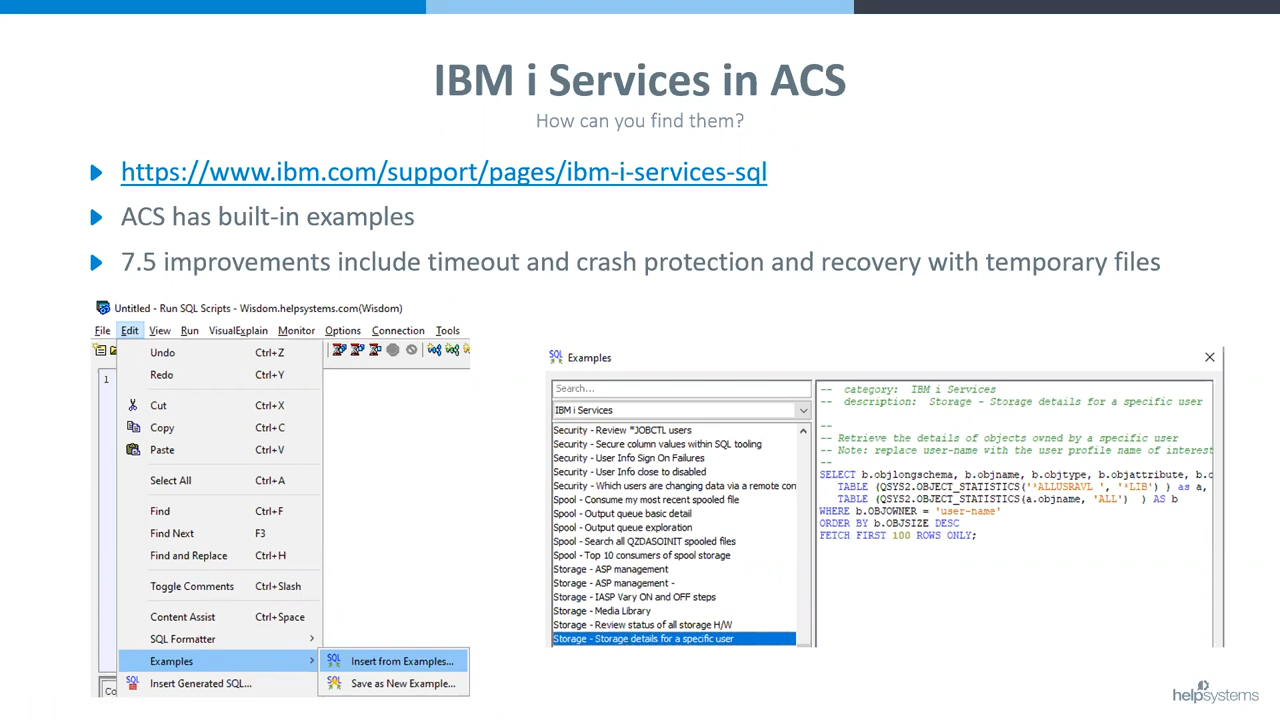 IBM i Services in ACS
How can you find them?
https://www.ibm.com/support/pages/ibm-i-services-sql
ACS has built-in examples
7.5 improvements include timeout and crash protection and recovery with temporary files
Untitled - Run SQL Scripts - Wisdom.helpsystems.com(Wisdom)
File Edit View Run VisualExplain Monitor Options Connection Tools
1
Undo Ctrl+Z
Redo Ctrl+Y
Cut Ctrl+X
Copy Ctrl+C
Paste Ctrl+V
Select All Ctrl+A
Find Ctrl+F
Find Next F3
Find and Replace Ctrl+H
Toggle Comments Ctrl+Slash
Content Assist Ctrl+Space
SQL Formatter
Examples
Insert Generated SQL...
Insert from Examples...
Save as New Example...
Examples
Search...
IBM i Services
Security - Review *JOBCTL users
Security - Secure column values within SQL tooling
Security - User Info Sign On Failures
Security - User Info close to disabled
Security - Which users are changing data via a remote con
Spool - Consume my most recent spooled file
Spool - Output queue basic detail
Spool - Output queue exploration
Spool - Search all QZDASOINIT spooled files
Spool - Top 10 consumers of spool storage
Storage - ASP management
Storage - ASP management -
Storage - IASP Vary ON and OFF steps
Storage - Media Library
Storage - Review status of all storage H/W
Storage - Storage details for a specific user
-- category: IBM i Services
-- description: Storage - Storage details for a specific user
--
-- Retrieve the details of objects owned by a specific user
-- Note: replace user-name with the user profile name of interest
--
SELECT b.objlongschema, b.objname, b.objtype, b.objattribute, b.o
TABLE (QSYS2.OBJECT_STATISTICS('*ALLUSRAVL ', '*LIB') ) as a,
TABLE (QSYS2.OBJECT_STATISTICS(a.objname, 'ALL') ) AS b
WHERE b.OBJOWNER = 'user-name'
ORDER BY b.OBJSIZE DESC
FETCH FIRST 100 ROWS ONLY;
helpsystems